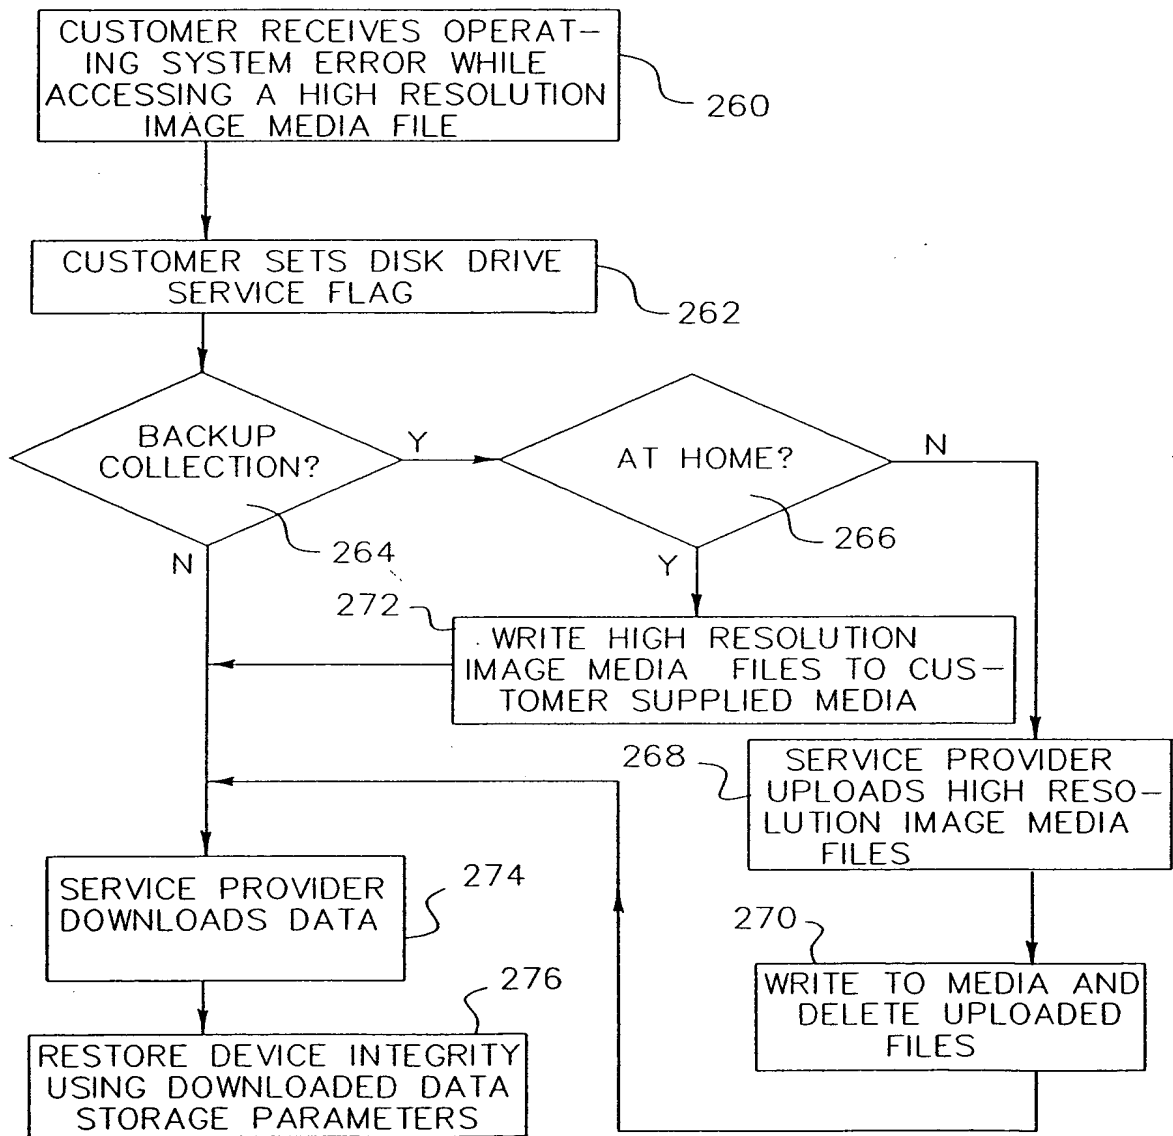 CUSTOMER RECEIVES OPERAT-
ING SYSTEM ERROR WHILE
ACCESSING A HIGH RESOLUTION
IMAGE MEDIA FILE
260
CUSTOMER SETS DISK DRIVE
SERVICE FLAG
262
BACKUP
COLLECTION?
Y
264
N
AT HOME?
N
266
Y
272
WRITE HIGH RESOLUTION
IMAGE MEDIA FILES TO CUS-
TOMER SUPPLIED MEDIA
268
SERVICE PROVIDER
UPLOADS HIGH RESO-
LUTION IMAGE MEDIA
FILES
270
WRITE TO MEDIA AND
DELETE UPLOADED
FILES
SERVICE PROVIDER
DOWNLOADS DATA
274
276
RESTORE DEVICE INTEGRITY
USING DOWNLOADED DATA
STORAGE PARAMETERS